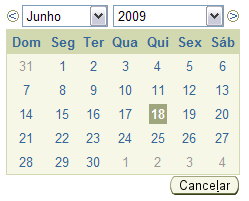 Junho 2009
Dom Seg Ter Qua Qui Sex Sáb
31 1 2 3 4 5 6
7 8 9 10 11 12 13
14 15 16 17 18 19 20
21 22 23 24 25 26 27
28 29 30 1 2 3 4
Cancelar